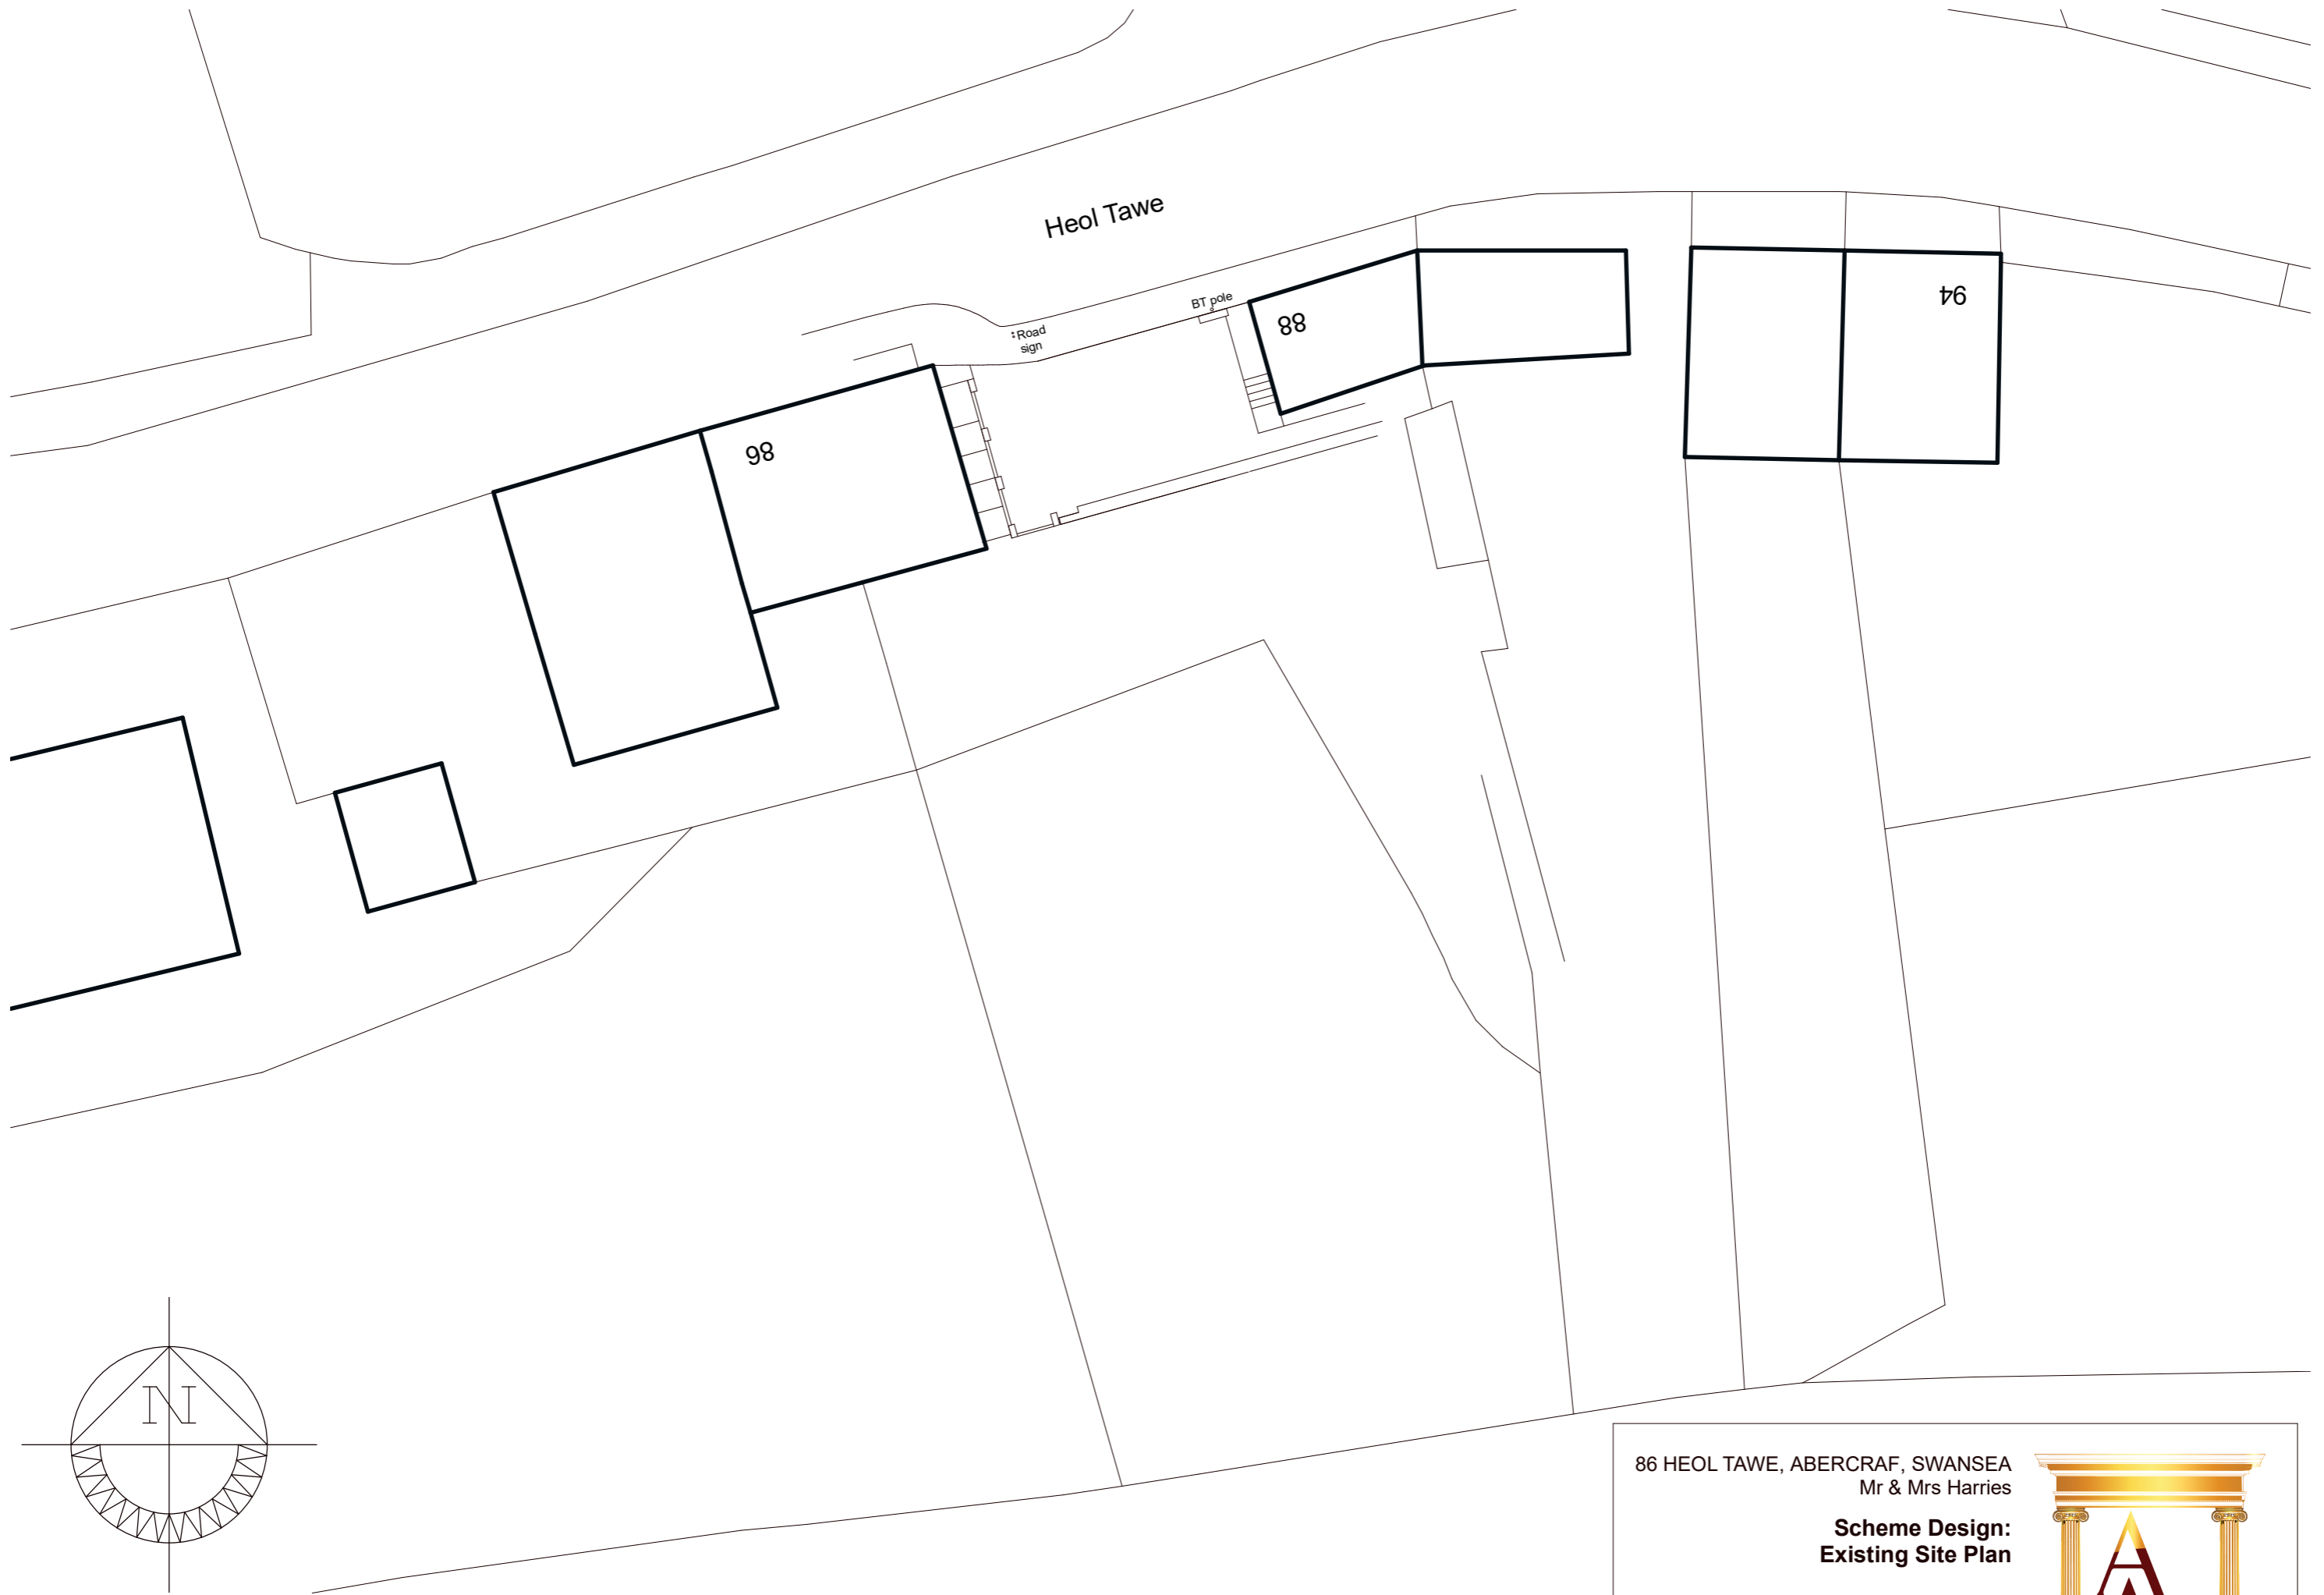 Heol Tawe
BT pole
Road
sign
88
94
86
N
86 HEOL TAWE, ABERCRAF, SWANSEA
Mr & Mrs Harries
Scheme Design:
Existing Site Plan
A